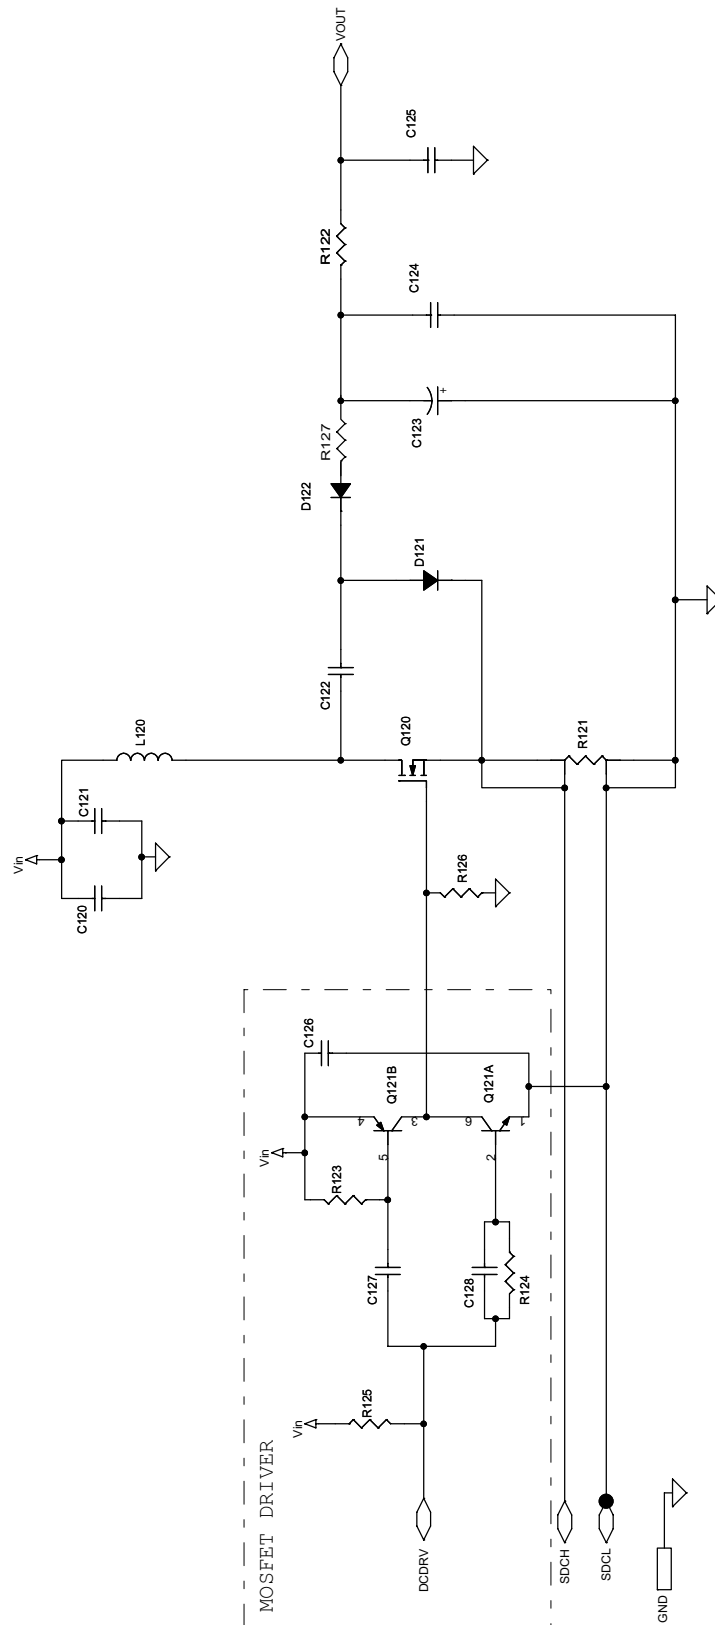 VOUT
C125
R122
C124
R127
C123
+
D122
D121
C122
L120
Q120
R121
Vin
C121
C120
R126
C126
Q121B
Q121A
4
3
6
1
5
2
Vin
R123
C127
C128
R124
Vin
R125
MOSFET DRIVER
DCDRV
SDCH
SDCL
GND